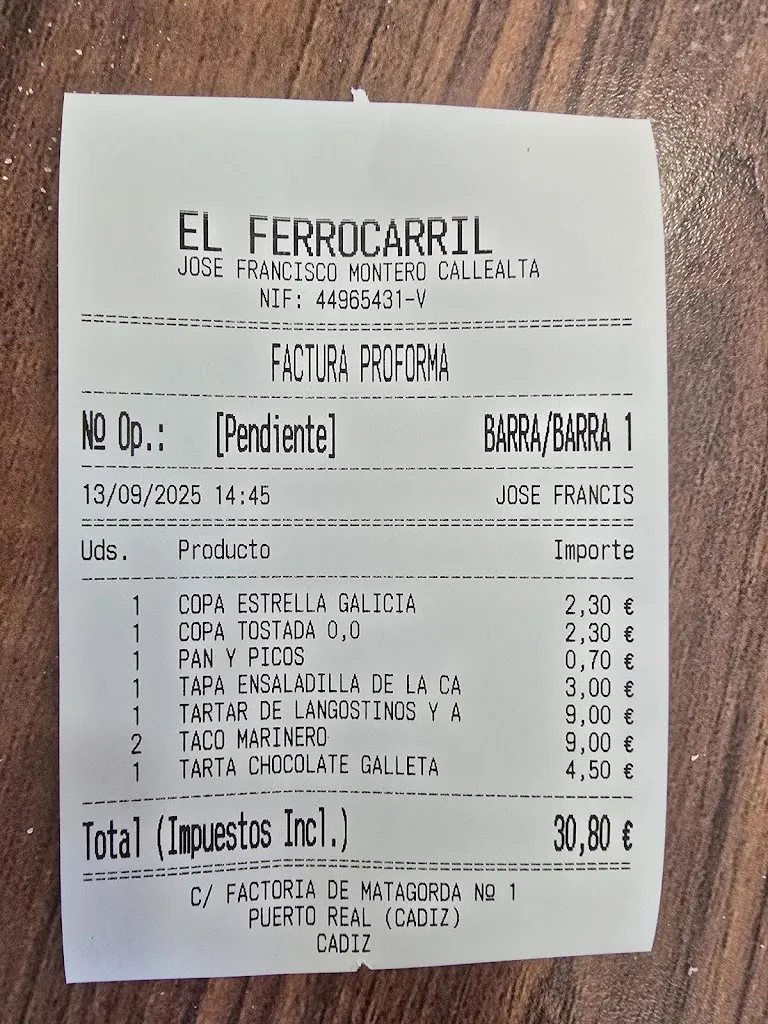 EL FERROCARRIL
JOSE FRANCISCO MONTERO CALLEALTA
NIF: 44965431-V
FACTURA PROFORMA
Nº Op.: [Pendiente] BARRA/BARRA 1
13/09/2025 14:45 JOSE FRANCIS
Uds. Producto Importe
1 COPA ESTRELLA GALICIA 2,30 €
1 COPA TOSTADA 0,0 2,30 €
1 PAN Y PICOS 0,70 €
1 TAPA ENSALADILLA DE LA CA 3,00 €
1 TARTAR DE LANGOSTINOS Y A 9,00 €
2 TACO MARINERO 9,00 €
1 TARTA CHOCOLATE GALLETA 4,50 €
Total (Impuestos Incl.) 30,80 €
C/ FACTORIA DE MATAGORDA Nº 1
PUERTO REAL (CADIZ)
CADIZ